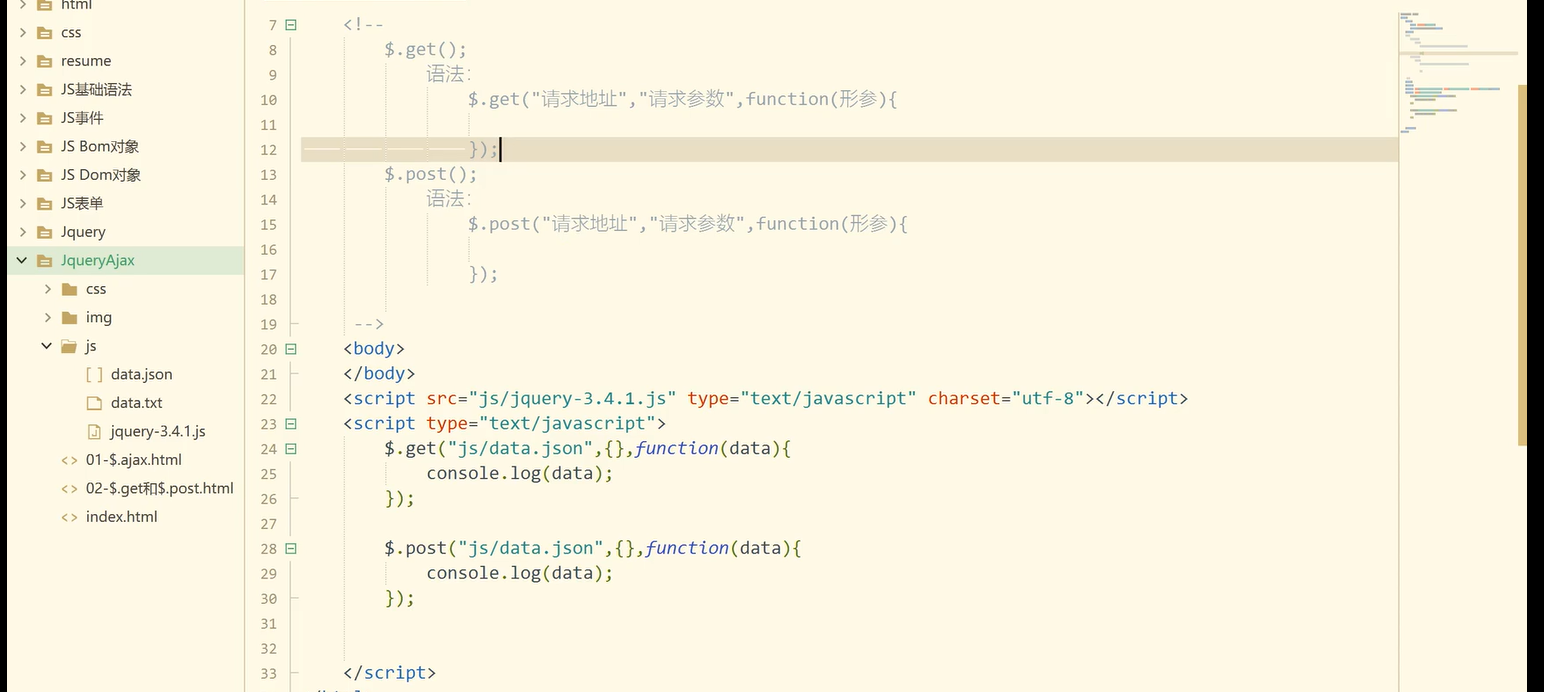 html
css
resume
JS基础语法
JS事件
JS Bom对象
JS Dom对象
JS表单
Jquery
JqueryAjax
css
img
js
data.json
data.txt
jquery-3.4.1.js
01-$.ajax.html
02-$.get和$.post.html
index.html
7 <!--
8 $.get();
9 语法:
10 $.get("请求地址","请求参数",function(形参){
11
12 });
13 $.post();
14 语法:
15 $.post("请求地址","请求参数",function(形参){
16
17 });
18
19 -->
20 <body>
21 </body>
22 <script src="js/jquery-3.4.1.js" type="text/javascript" charset="utf-8"></script>
23 <script type="text/javascript">
24 $.get("js/data.json",{},function(data){
25 console.log(data);
26 });
27
28 $.post("js/data.json",{},function(data){
29 console.log(data);
30 });
31
32
33 </script>